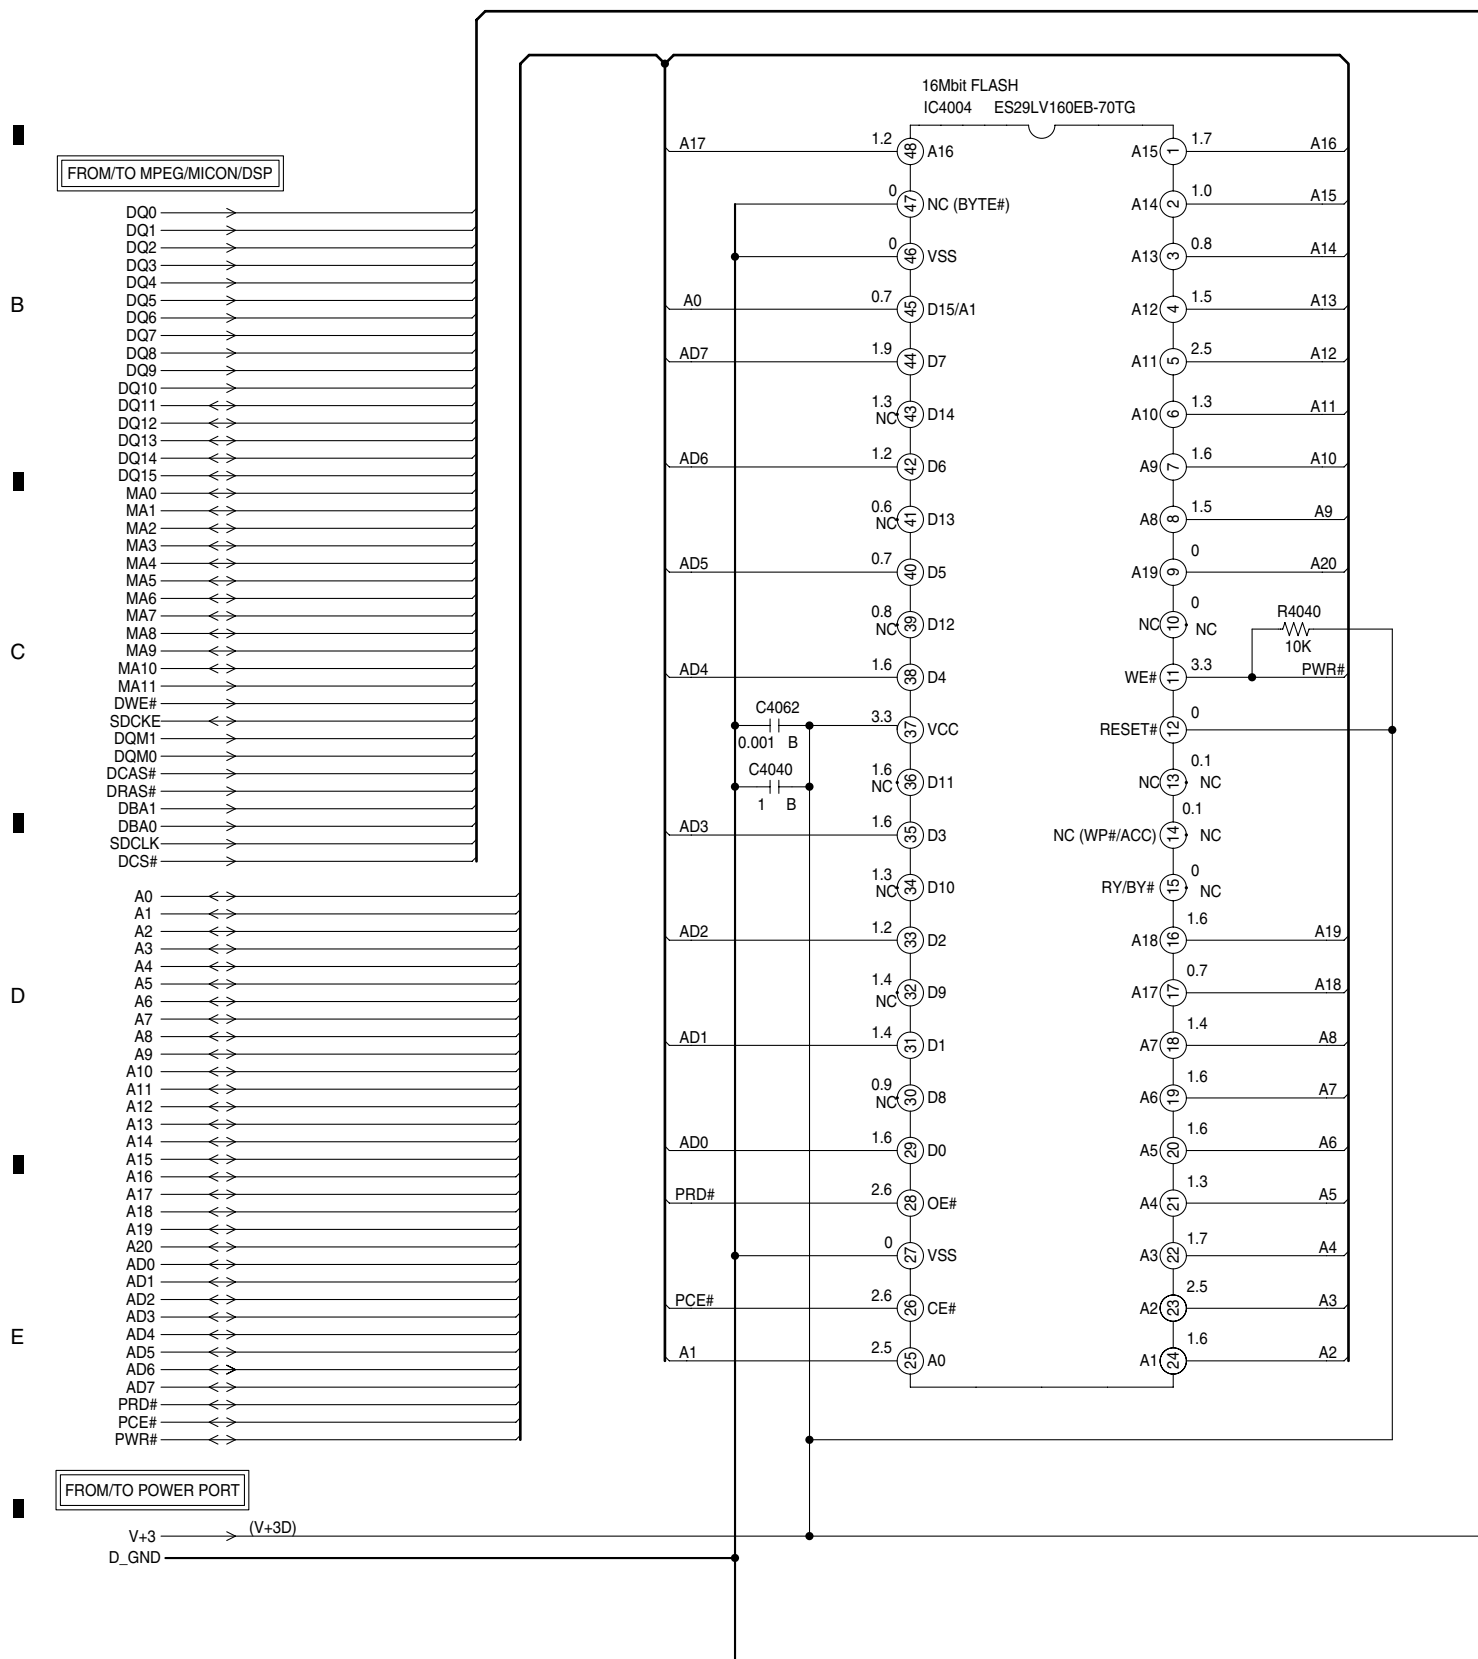 16Mbit FLASH
IC4004 ES29LV160EB-70TG
FROM/TO MPEG/MICON/DSP
DQ0
DQ1
DQ2
DQ3
DQ4
DQ5
DQ6
DQ7
DQ8
DQ9
DQ10
DQ11
DQ12
DQ13
DQ14
DQ15
MA0
MA1
MA2
MA3
MA4
MA5
MA6
MA7
MA8
MA9
MA10
MA11
DWE#
SDCKE
DQM1
DQM0
DCAS#
DRAS#
DBA1
DBA0
SDCLK
DCS#
A0
A1
A2
A3
A4
A5
A6
A7
A8
A9
A10
A11
A12
A13
A14
A15
A16
A17
A18
A19
A20
AD0
AD1
AD2
AD3
AD4
AD5
AD6
AD7
PRD#
PCE#
PWR#
FROM/TO POWER PORT
V+3 (V+3D)
D_GND
B
C
D
E
A17 1.2 48 A16
0 47 NC (BYTE#)
0 46 VSS
A0 0.7 45 D15/A1
AD7 1.9 44 D7
1.3 NC 43 D14
AD6 1.2 42 D6
0.6 NC 41 D13
AD5 0.7 40 D5
0.8 NC 39 D12
AD4 1.6 38 D4
C4062 0.001 B
3.3 37 VCC
C4040 1 B
1.6 NC 36 D11
AD3 1.6 35 D3
1.3 NC 34 D10
AD2 1.2 33 D2
1.4 NC 32 D9
AD1 1.4 31 D1
0.9 NC 30 D8
AD0 1.6 29 D0
PRD# 2.6 28 OE#
0 27 VSS
PCE# 2.6 26 CE#
A1 2.5 25 A0
A15 1 1.7 A16
A14 2 1.0 A15
A13 3 0.8 A14
A12 4 1.5 A13
A11 5 2.5 A12
A10 6 1.3 A11
A9 7 1.6 A10
A8 8 1.5 A9
A19 9 0 A20
NC 10 0 NC
R4040
10K
WE# 11 3.3 PWR#
RESET# 12 0
NC 13 0.1 NC
NC (WP#/ACC) 14 0.1 NC
RY/BY# 15 0 NC
A18 16 1.6 A19
A17 17 0.7 A18
A7 18 1.4 A8
A6 19 1.6 A7
A5 20 1.6 A6
A4 21 1.3 A5
A3 22 1.7 A4
A2 23 2.5 A3
A1 24 1.6 A2